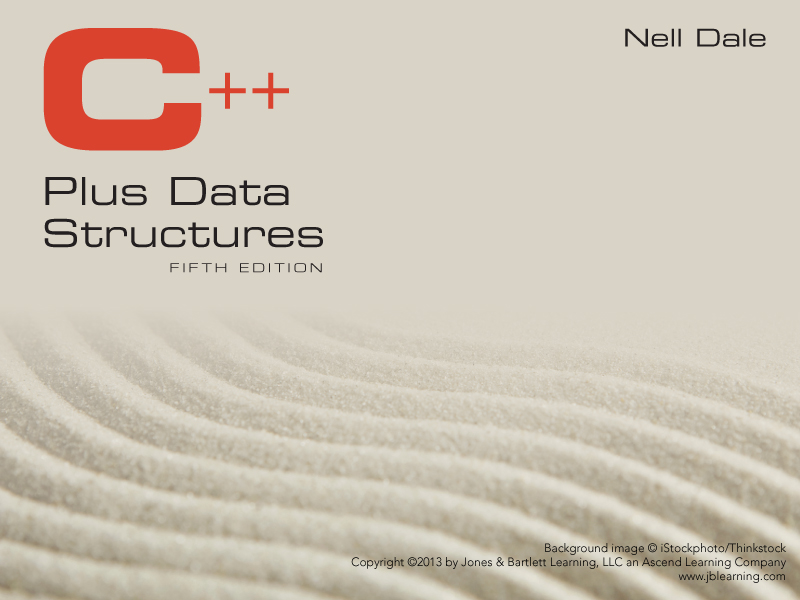 C++
Nell Dale
Plus Data
Structures
FIFTH EDITION
Background image © iStockphoto/Thinkstock
Copyright ©2013 by Jones & Bartlett Learning, LLC an Ascend Learning Company
www.jblearning.com